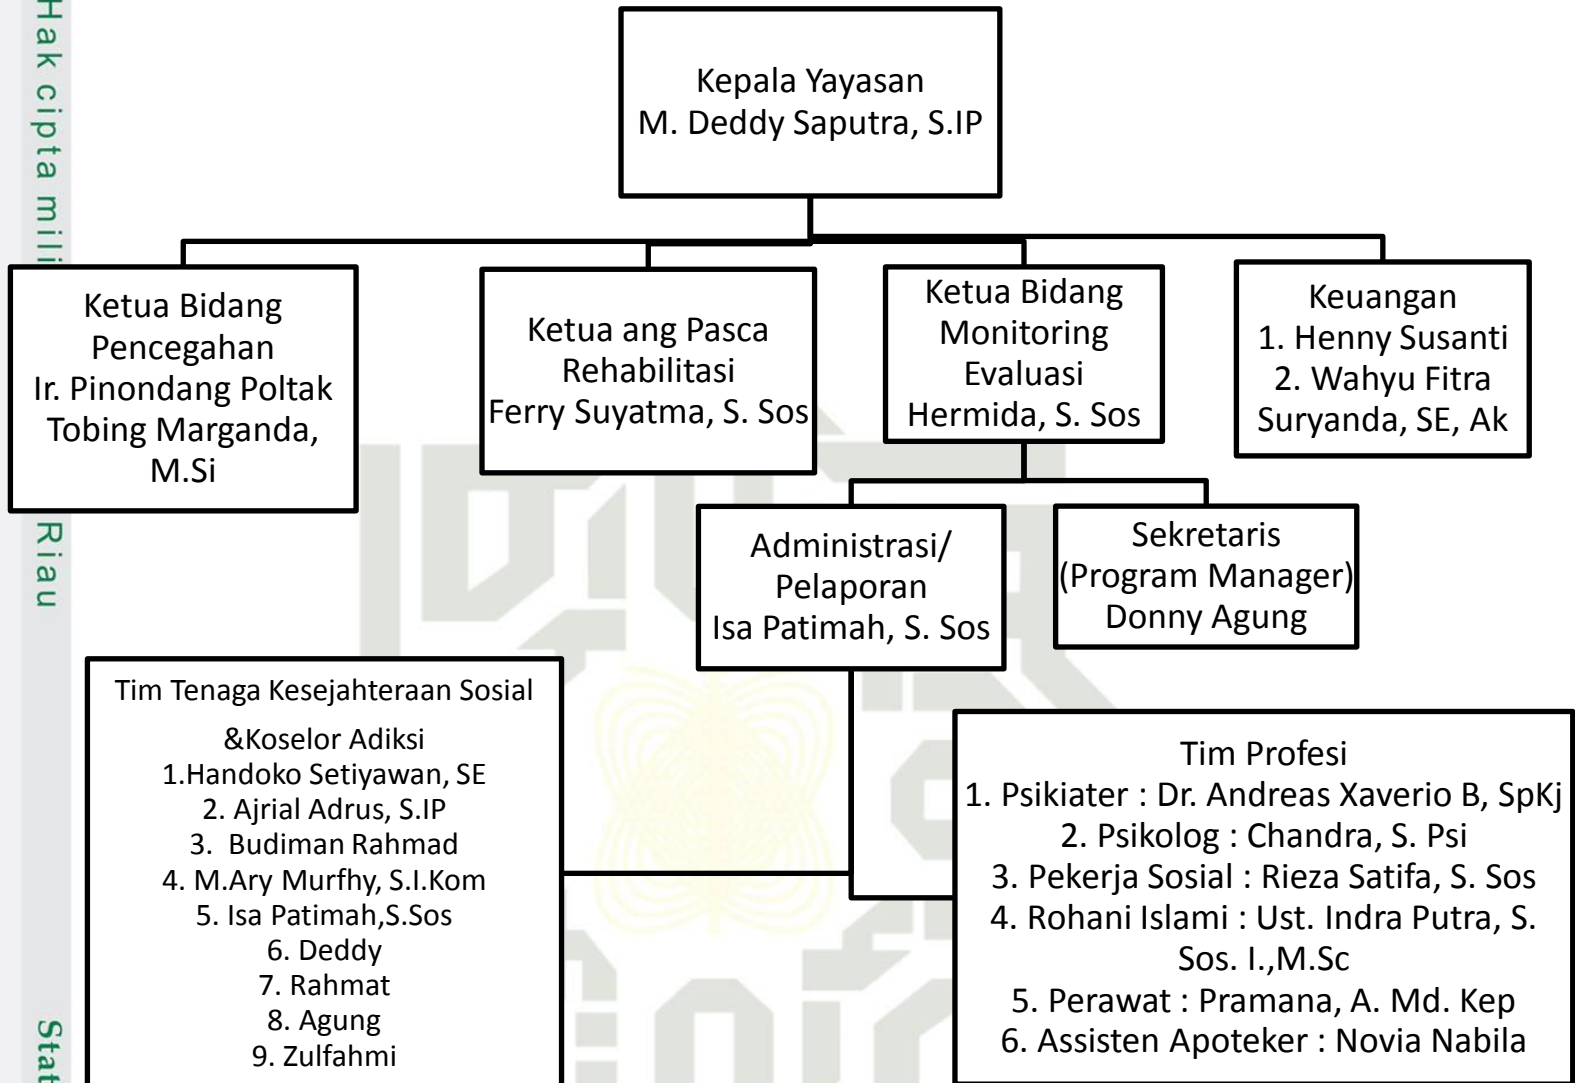 Hak cipta mili
Riau
Stat
Kepala Yayasan
M. Deddy Saputra, S.IP
Ketua Bidang
Pencegahan
Ir. Pinondang Poltak
Tobing Marganda,
M.Si
Ketua ang Pasca
Rehabilitasi
Ferry Suyatma, S. Sos
Ketua Bidang
Monitoring
Evaluasi
Hermida, S. Sos
Keuangan
1. Henny Susanti
2. Wahyu Fitra
Suryanda, SE, Ak
Administrasi/
Pelaporan
Isa Patimah, S. Sos
Sekretaris
(Program Manager)
Donny Agung
Tim Tenaga Kesejahteraan Sosial
&Koselor Adiksi
1.Handoko Setiyawan, SE
2. Ajrial Adrus, S.IP
3.  Budiman Rahmad
4. M.Ary Murfhy, S.I.Kom
5. Isa Patimah,S.Sos
6. Deddy
7. Rahmat
8. Agung
9. Zulfahmi
Tim Profesi
1. Psikiater : Dr. Andreas Xaverio B, SpKj
2. Psikolog : Chandra, S. Psi
3. Pekerja Sosial : Rieza Satifa, S. Sos
4. Rohani Islami : Ust. Indra Putra, S.
Sos. I.,M.Sc
5. Perawat : Pramana, A. Md. Kep
6. Assisten Apoteker : Novia Nabila